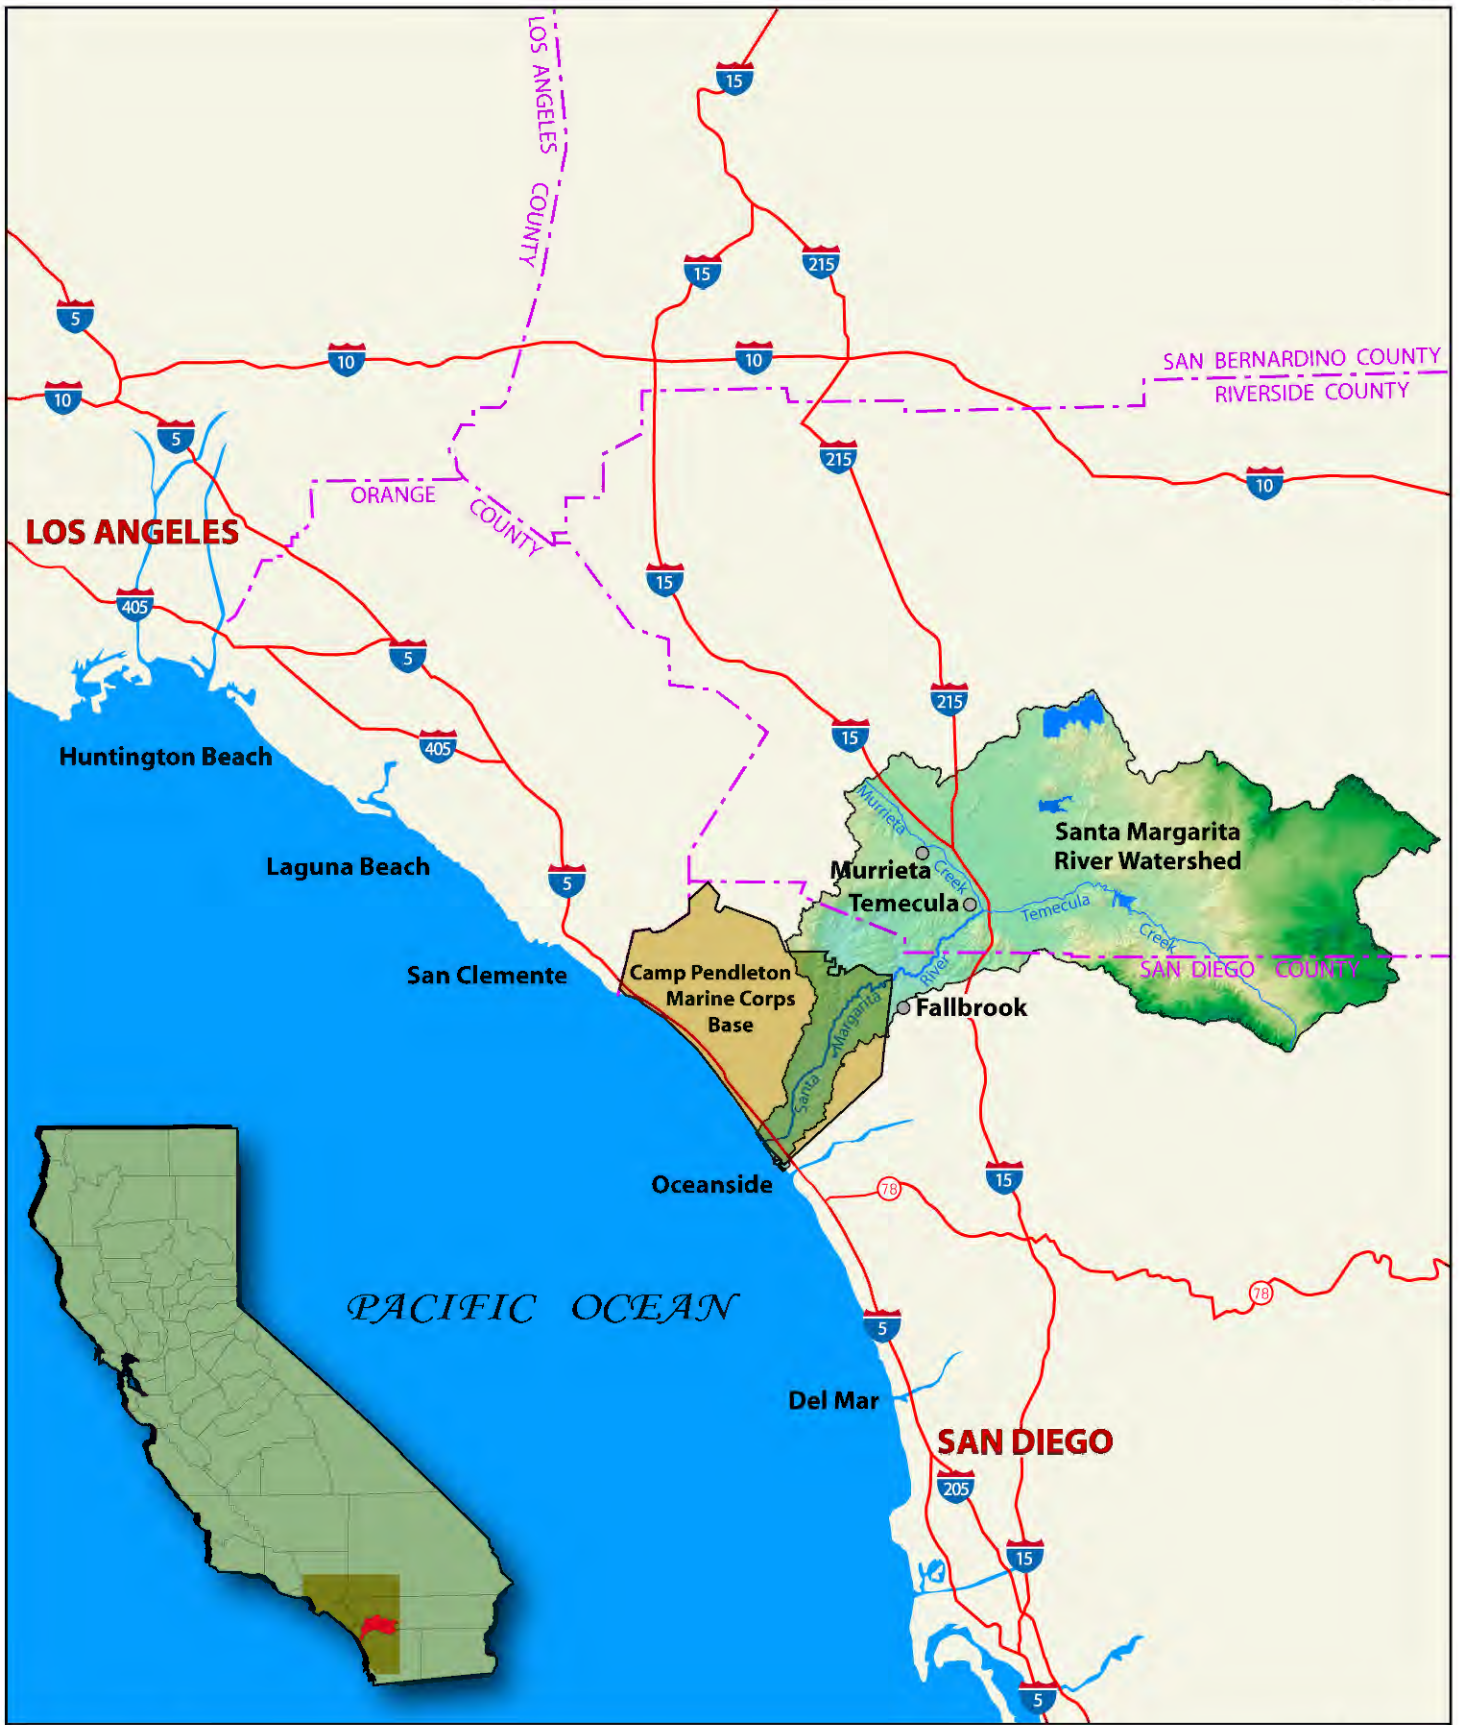 LOS ANGELES
COUNTY
15
15
215
5
10
10
SAN BERNARDINO COUNTY
RIVERSIDE COUNTY
10
5
215
10
ORANGE
COUNTY
LOS ANGELES
15
405
5
215
15
405
Huntington Beach
Murrieta
Creek
Santa Margarita
River Watershed
Laguna Beach
5
Murrieta
Temecula
Temecula
Creek
San Clemente
Camp Pendleton
Marine Corps
Base
River
SAN DIEGO COUNTY
Fallbrook
Margarita
Santa
Oceanside
15
78
78
PACIFIC OCEAN
5
Del Mar
SAN DIEGO
205
15
5